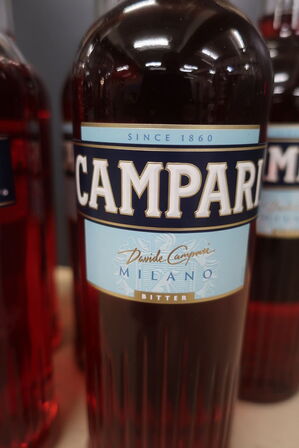 SINCE 1860
CAMPARI
Davide Campari
MILANO
BITTER